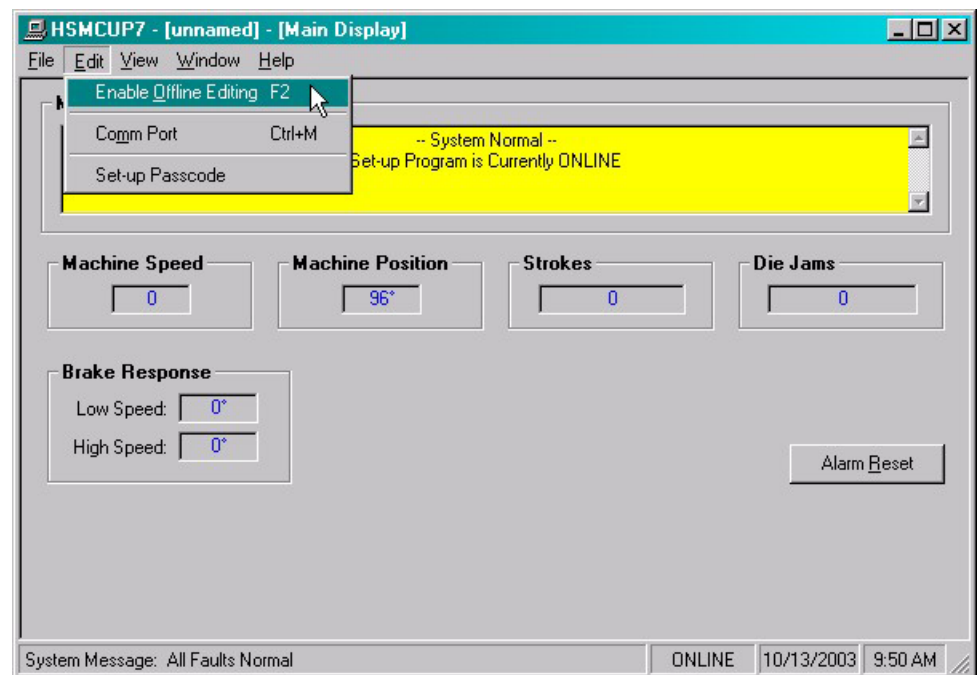 HSMCUP7 - [unnamed] - [Main Display]
File Edit View Window Help
Enable Offline Editing F2
Comm Port Ctrl+M
Set-up Passcode
-- System Normal --
Set-up Program is Currently ONLINE
Machine Speed
0
Machine Position
96°
Strokes
0
Die Jams
0
Brake Response
Low Speed: 0°
High Speed: 0°
Alarm Reset
System Message: All Faults Normal
ONLINE
10/13/2003
9:50 AM